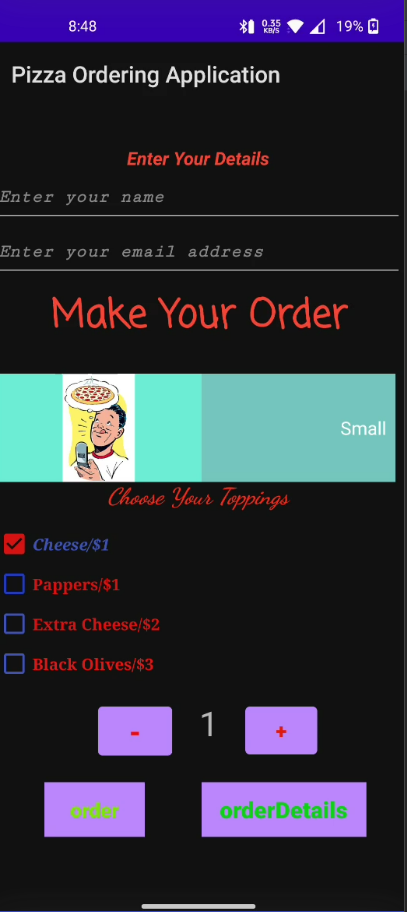 8:48
0.35
KB/S
19%
Pizza Ordering Application
Enter Your Details
Enter your name
Enter your email address
Make Your Order
Small
Choose Your Toppings
Cheese/$1
Pappers/$1
Extra Cheese/$2
Black Olives/$3
- 1 +
order orderDetails